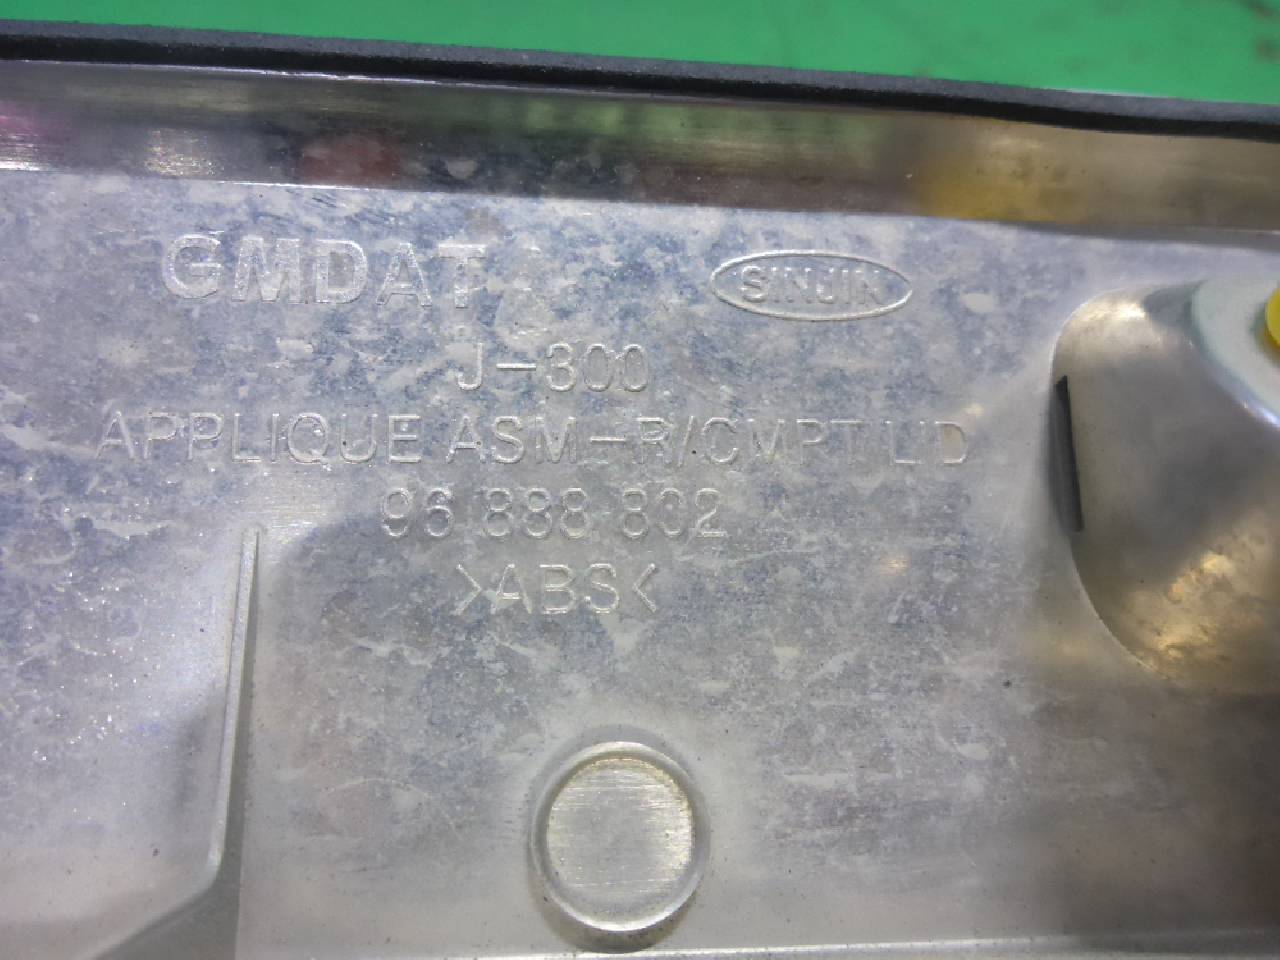 GMDAT SINJIN
J-300
APPLIQUE ASM-R/CMPT LID
96 888 802
>ABS<